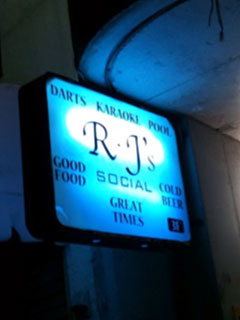 DARTS KARAOKE POOL
R·J's
SOCIAL
GOOD
FOOD
COLD
BEER
GREAT
TIMES